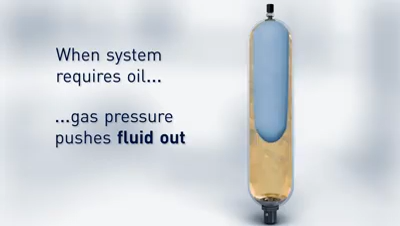 When system
requires oil...
...gas pressure
pushes fluid out